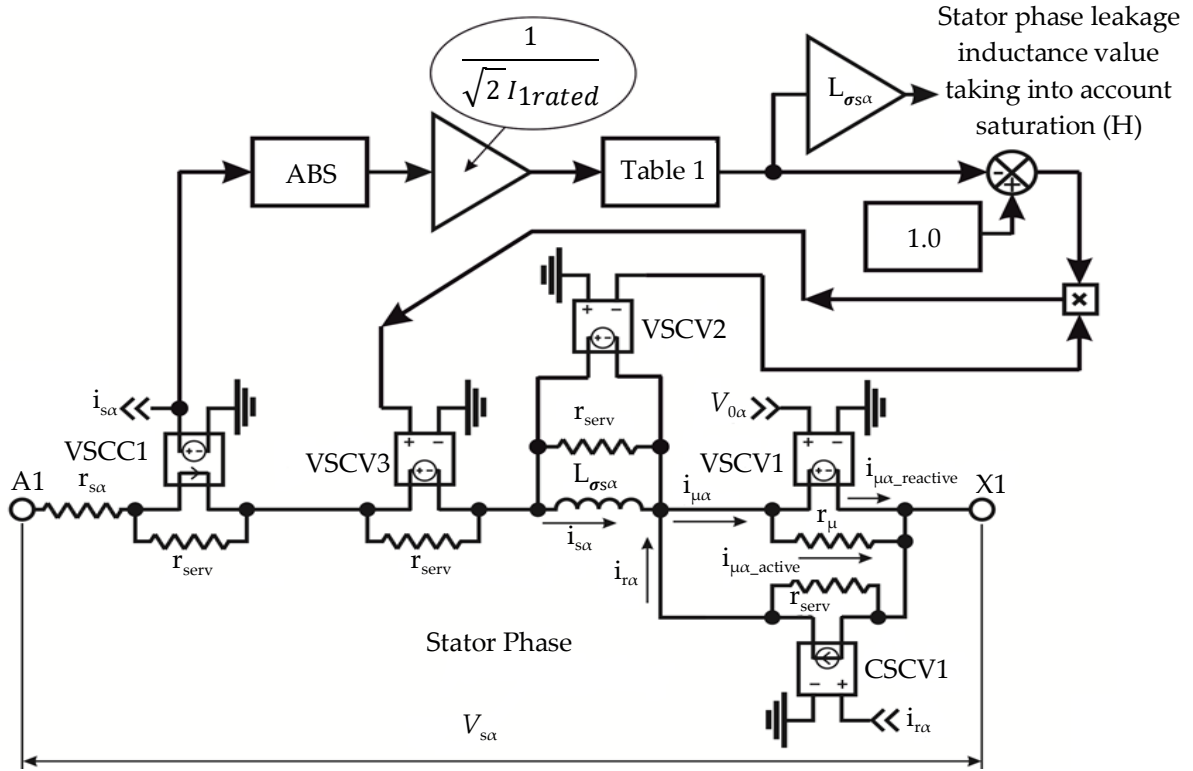 Stator phase leakage
inductance value
taking into account
saturation (H)
1
√2 I1rated
Lσsα
ABS
Table 1
-
+
1.0
×
+ -
VSCV2
isα
VSCC1
+ -
VSCV3
rserv
V0α
+ -
VSCV1
iμα_reactive
A1
rsα
Lσsα
iμα
X1
rserv
rserv
isα
irα
rμ
iμα_active
rserv
Stator Phase
CSCV1
- +
irα
Vsα